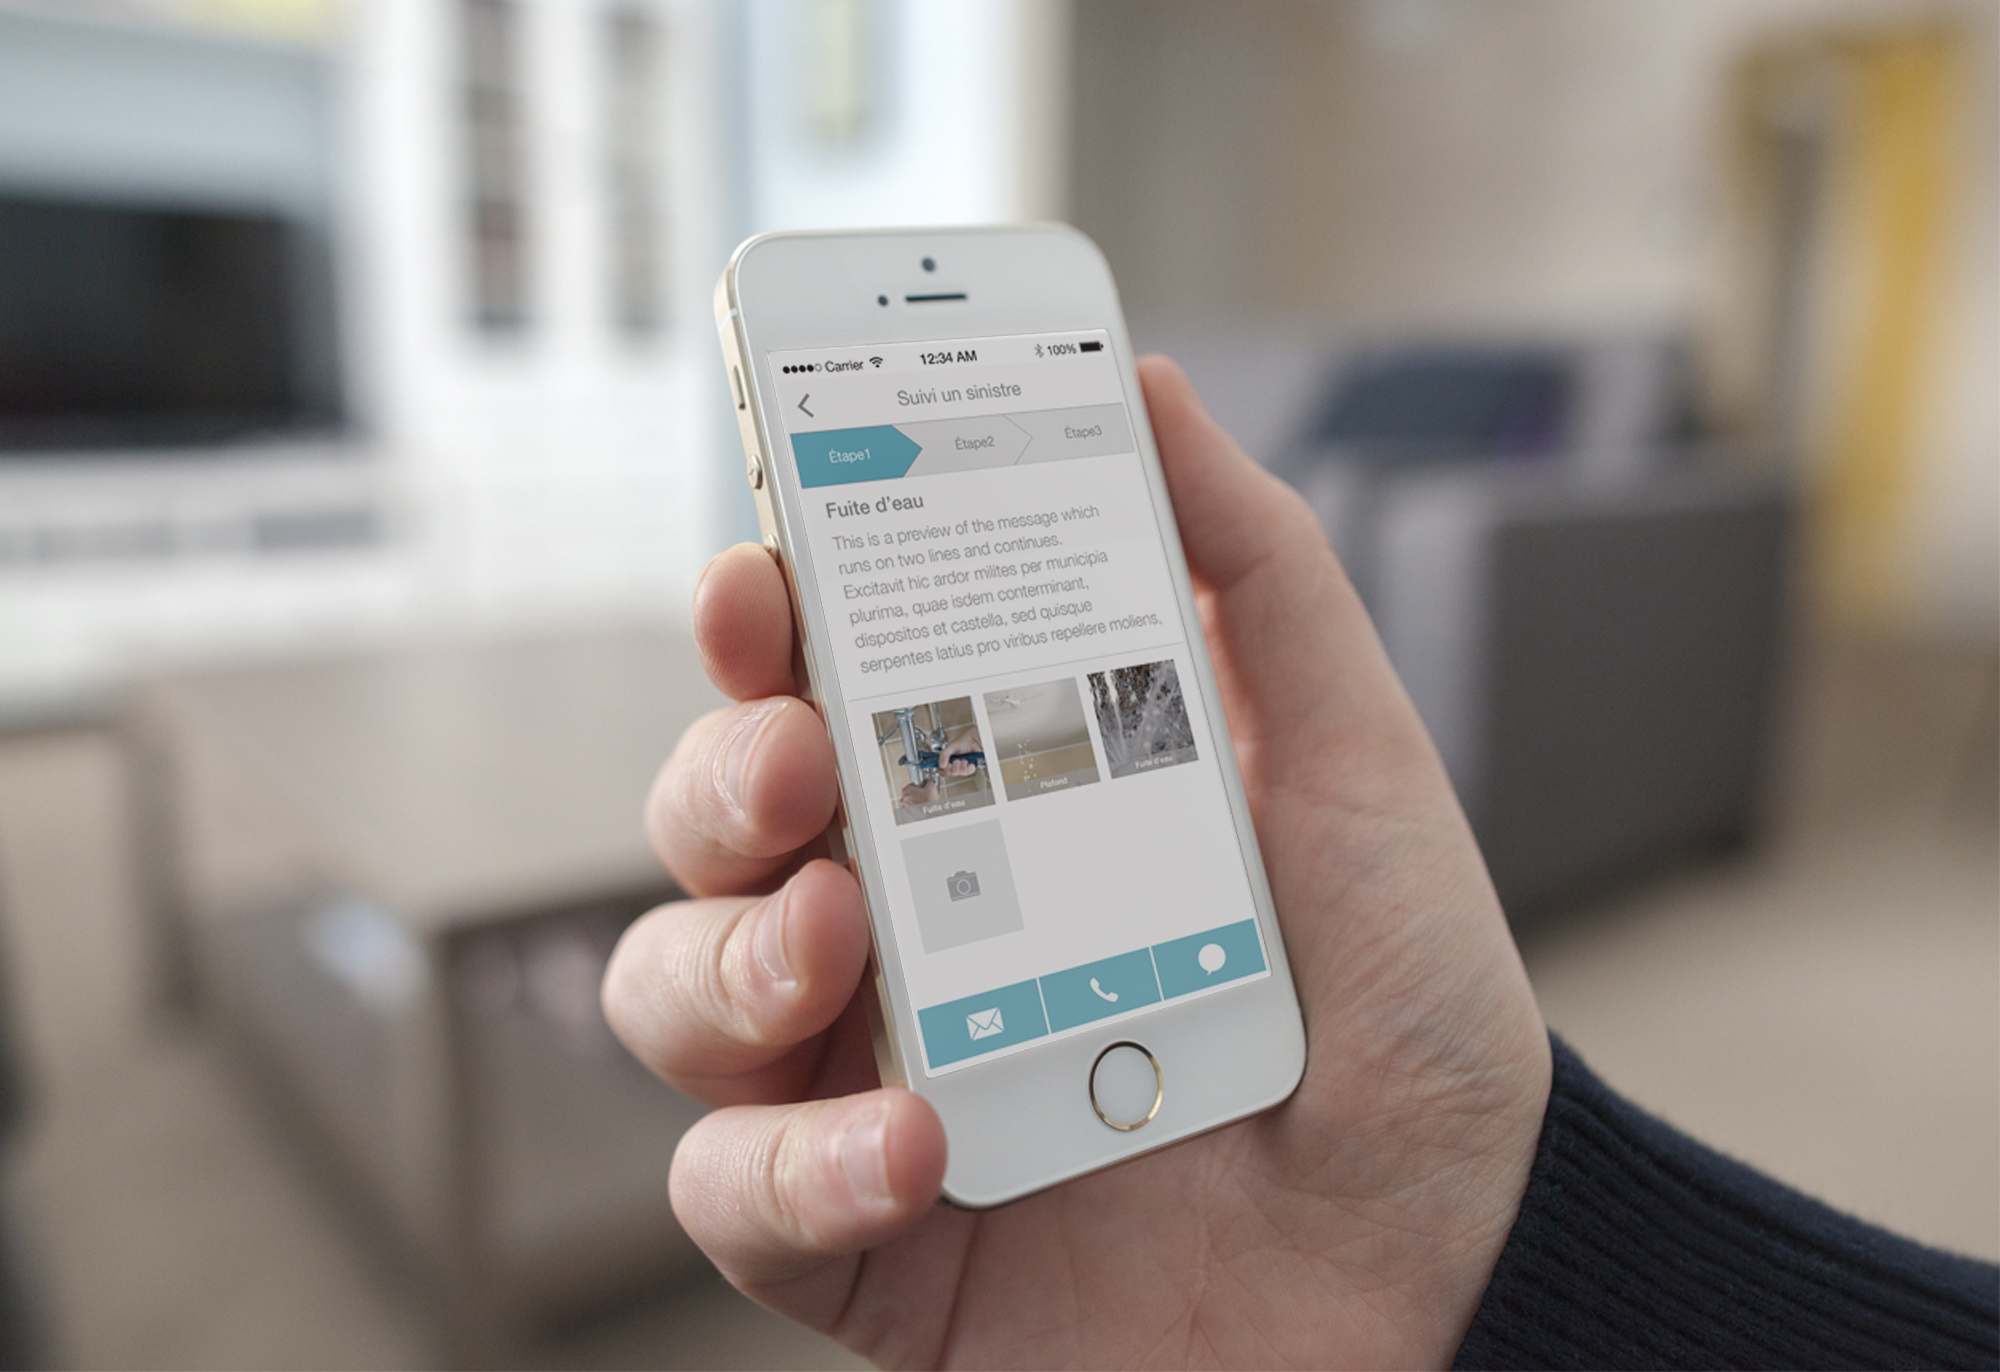 Carrier 12:34 AM 100%
Suivi un sinistre
Étape1 Étape2 Étape3
Fuite d'eau
This is a preview of the message which
runs on two lines and continues.
Excitavit hic ardor milites per municipia
plurima, quae isdem conterminant,
dispositos et castella, sed quisque
serpentes latius pro viribus repellere moliens,
Fuite d'eau Plafond Fuite d'eau